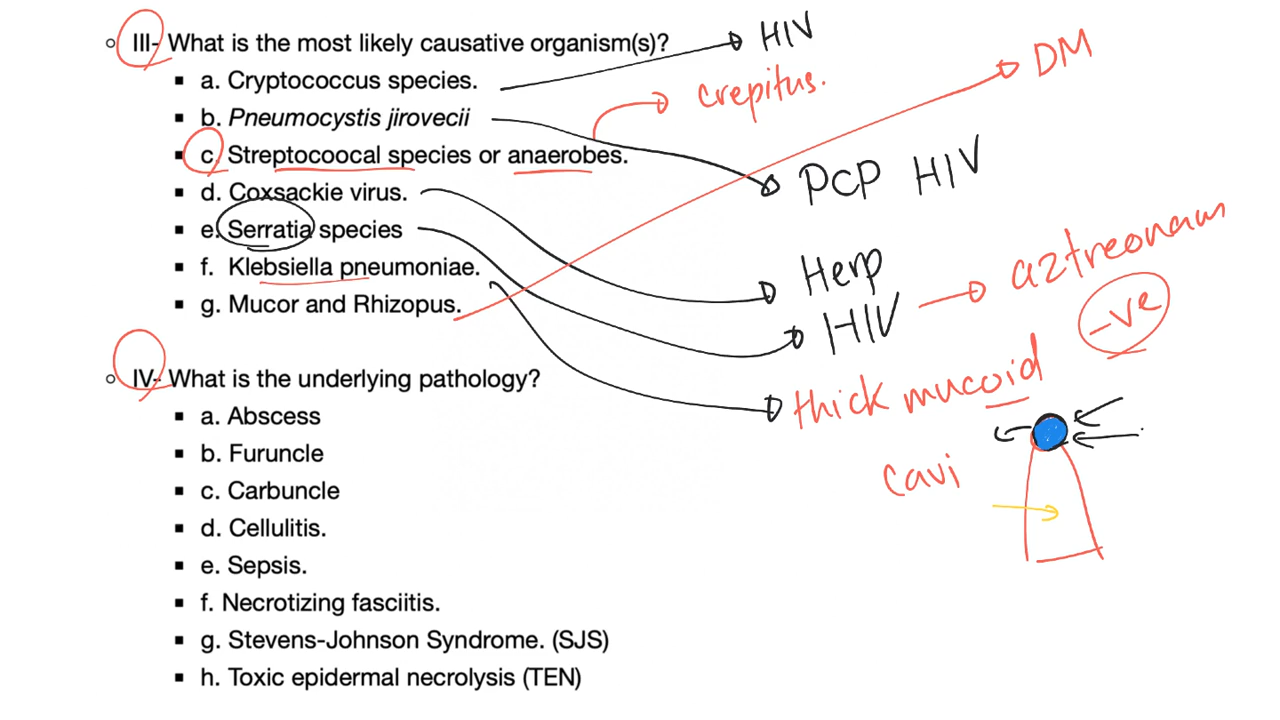 III- What is the most likely causative organism(s)?
HIV
DM
a. Cryptococcus species.
crepitus.
b. Pneumocystis jirovecii
c. Streptocoocal species or anaerobes.
PCP HIV
d. Coxsackie virus.
e. Serratia species
Herp
aztreonam
f. Klebsiella pneumoniae.
HIV
-ve
g. Mucor and Rhizopus.
IV- What is the underlying pathology?
thick mucoid
a. Abscess
b. Furuncle
cavi
c. Carbuncle
d. Cellulitis.
e. Sepsis.
f. Necrotizing fasciitis.
g. Stevens-Johnson Syndrome. (SJS)
h. Toxic epidermal necrolysis (TEN)